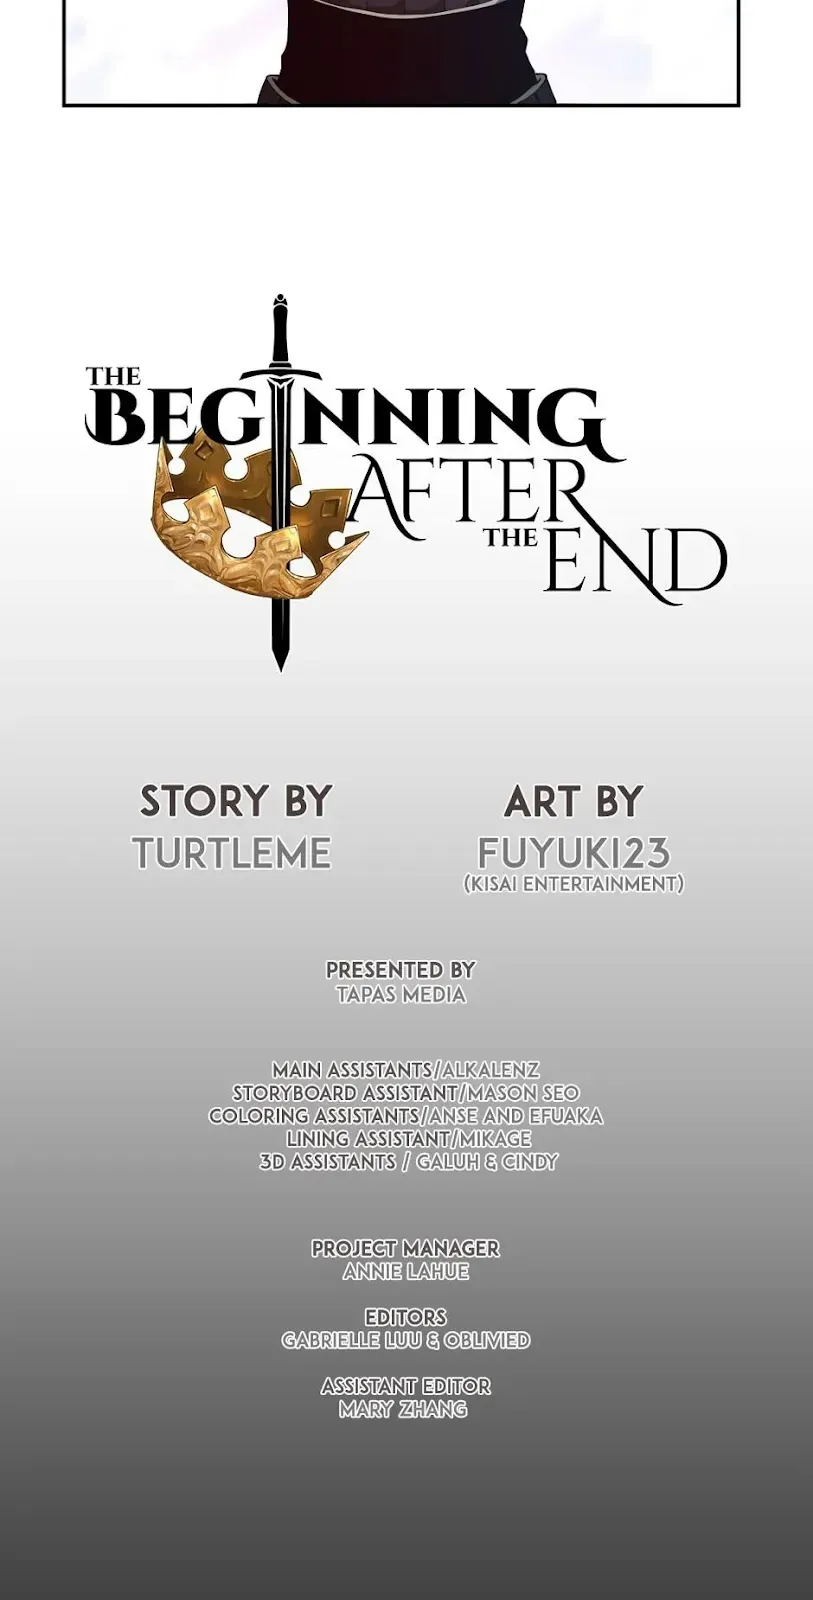 THE
BEGINNING
AFTER
THE END
STORY BY
TURTLEME
ART BY
FUYUKI23
(KISAI ENTERTAINMENT)
PRESENTED BY
TAPAS MEDIA
MAIN ASSISTANTS/ALKALENZ
STORYBOARD ASSISTANT/MASON SEO
COLORING ASSISTANTS/ANSE AND EFUAKA
LINING ASSISTANT/MIKAGE
3D ASSISTANTS / GALUH & CINDY
PROJECT MANAGER
ANNIE LAHUE
EDITORS
GABRIELLE LUU & OBLIVIED
ASSISTANT EDITOR
MARY ZHANG